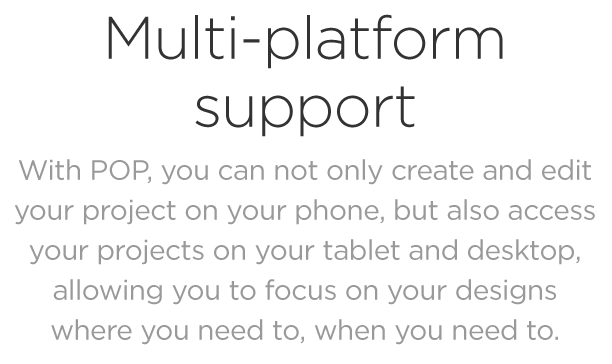 Multi-platform
support
With POP, you can not only create and edit
your project on your phone, but also access
your projects on your tablet and desktop,
allowing you to focus on your designs
where you need to, when you need to.